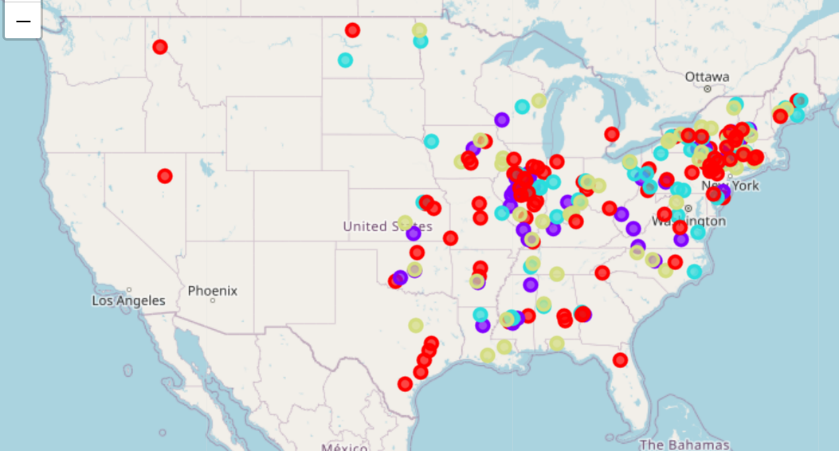 −
Ottawa
New York
Washington
United States
Phoenix
Los Angeles
México
The Bahamas